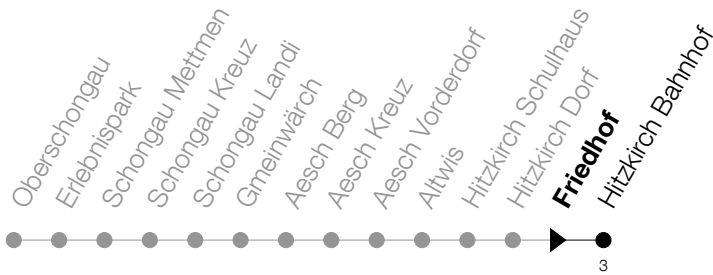 Oberschongau
Erlebnispark
Schongau Mettmen
Schongau Kreuz
Schongau Landi
Gmeinwärch
Aesch Berg
Aesch Kreuz
Aesch Vorderdorf
Altwis
Hitzkirch Schulhaus
Hitzkirch Dorf
Friedhof
Hitzkirch Bahnhof
3